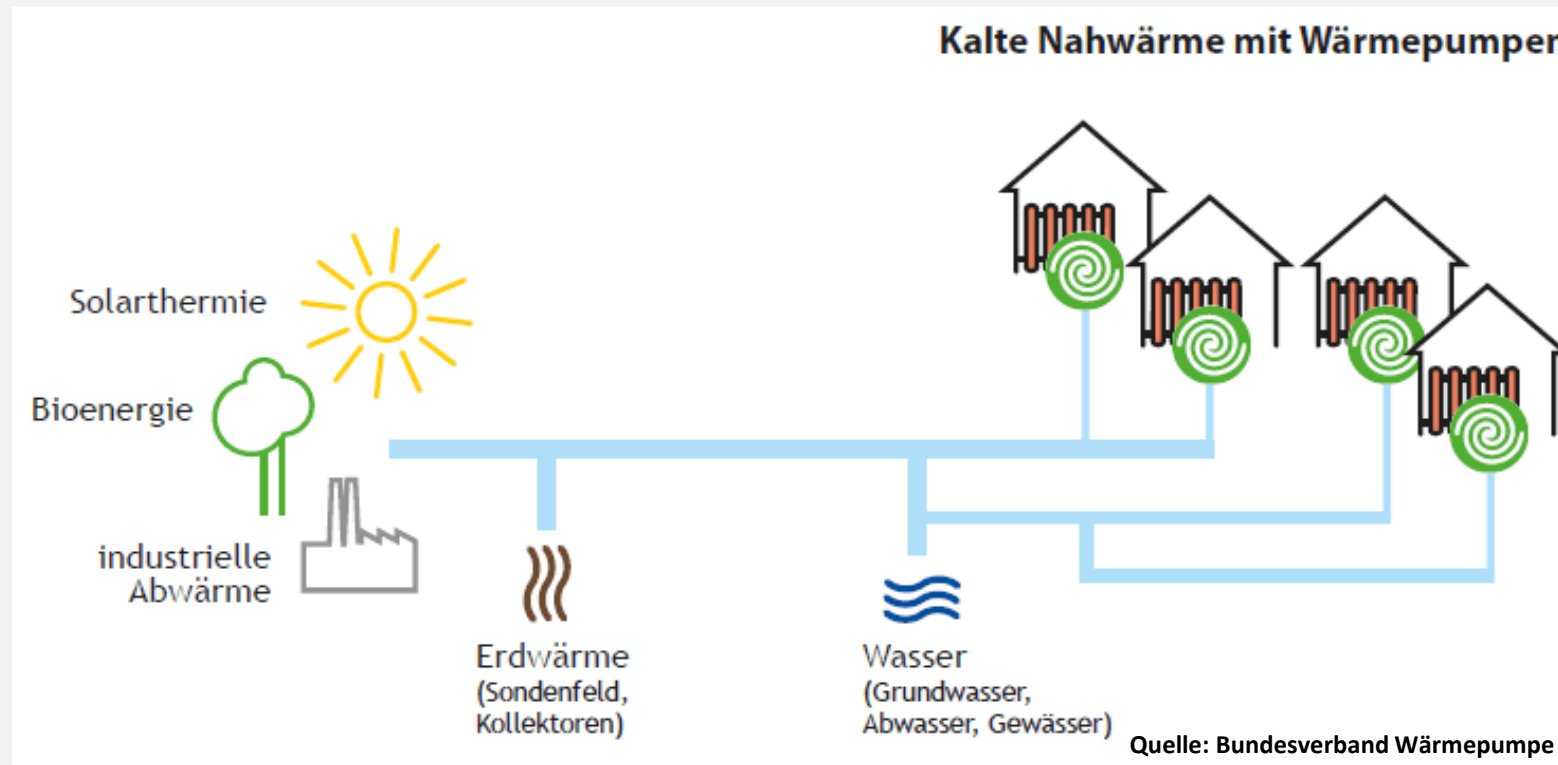 Kalte Nahwärme mit Wärmepumpen
Solarthermie
Bioenergie
industrielle
Abwärme
Erdwärme
(Sondenfeld,
Kollektoren)
Wasser
(Grundwasser,
Abwasser, Gewässer)
Quelle: Bundesverband Wärmepumpe